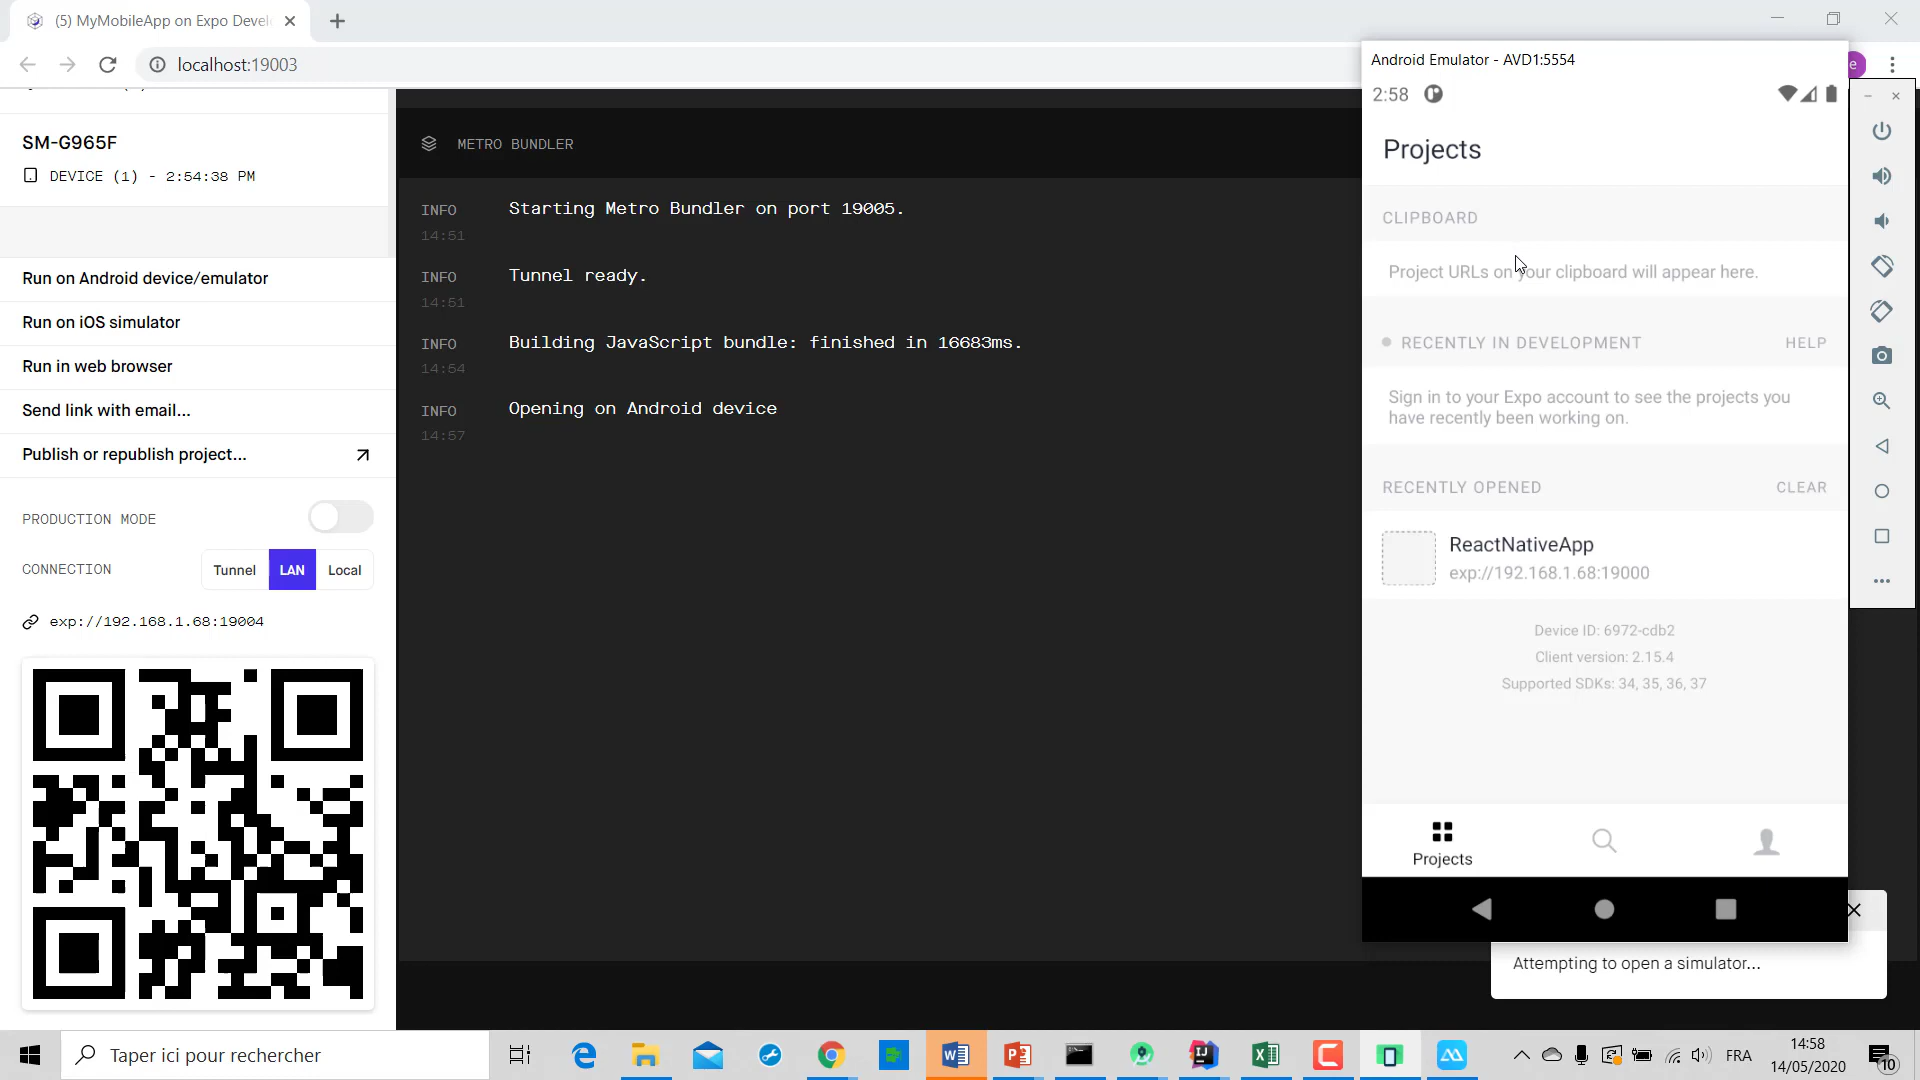 (5) MyMobileApp on Expo Devel
localhost:19003
e
SM-G965F
DEVICE (1) - 2:54:38 PM
Run on Android device/emulator
Run on iOS simulator
Run in web browser
Send link with email...
Publish or republish project...
PRODUCTION MODE
CONNECTION
Tunnel
LAN
Local
exp://192.168.1.68:19004
METRO BUNDLER
INFO
Starting Metro Bundler on port 19005.
14:51
INFO
Tunnel ready.
14:51
INFO
Building JavaScript bundle: finished in 16683ms.
14:54
INFO
Opening on Android device
14:57
Android Emulator - AVD1:5554
2:58
Projects
CLIPBOARD
Project URLs on your clipboard will appear here.
RECENTLY IN DEVELOPMENT
HELP
Sign in to your Expo account to see the projects you
have recently been working on.
RECENTLY OPENED
CLEAR
ReactNativeApp
exp://192.168.1.68:19000
Device ID: 6972-cdb2
Client version: 2.15.4
Supported SDKs: 34, 35, 36, 37
Projects
Attempting to open a simulator...
Taper ici pour rechercher
FRA
14:58
14/05/2020
10